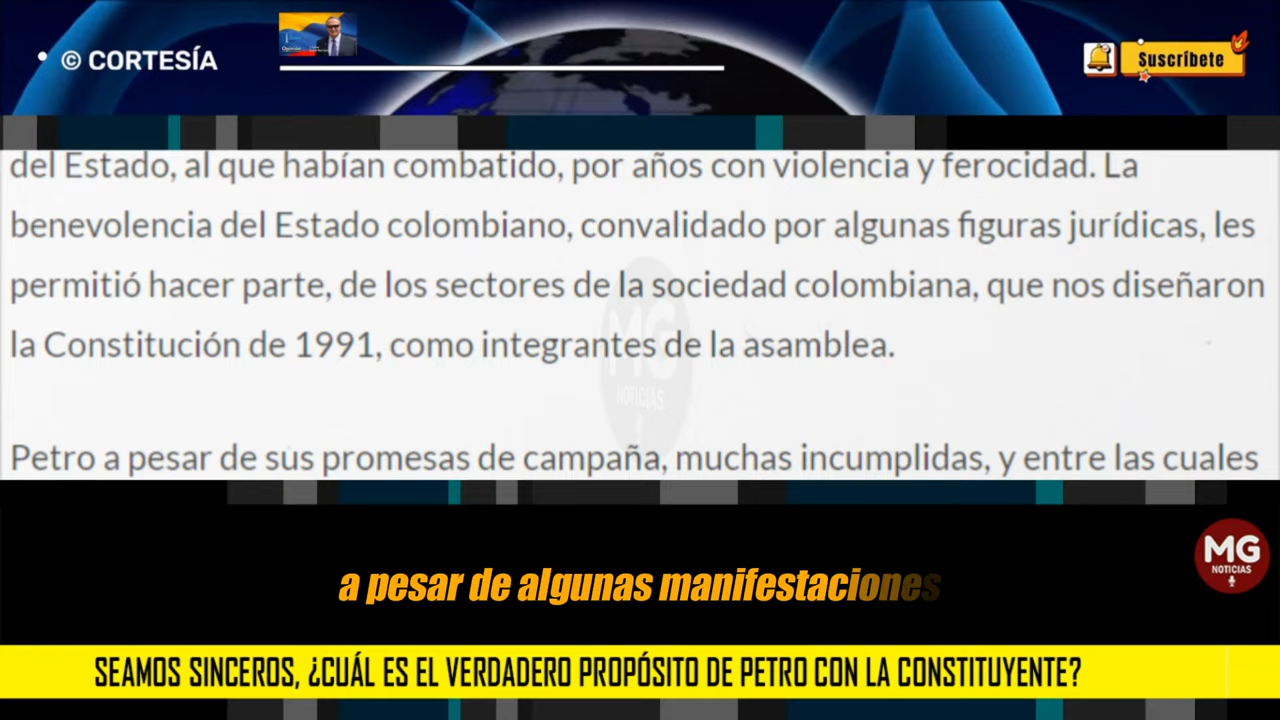 © CORTESÍA
Opinión
Suscríbete
del Estado, al que habían combatido, por años con violencia y ferocidad. La
benevolencia del Estado colombiano, convalidado por algunas figuras jurídicas, les
permitió hacer parte, de los sectores de la sociedad colombiana, que nos diseñaron
la Constitución de 1991, como integrantes de la asamblea.
MG
NOTICIAS
Petro a pesar de sus promesas de campaña, muchas incumplidas, y entre las cuales
a pesar de algunas manifestaciones
MG
NOTICIAS
SEAMOS SINCEROS, ¿CUÁL ES EL VERDADERO PROPÓSITO DE PETRO CON LA CONSTITUYENTE?